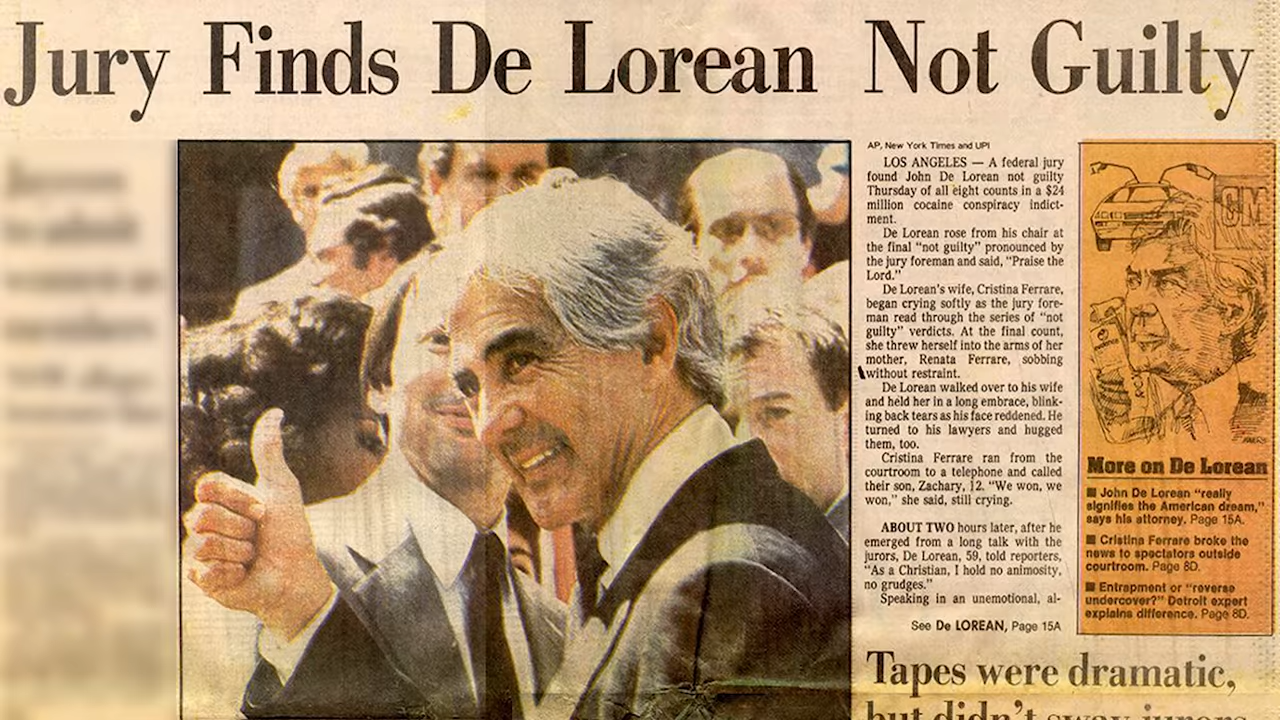 Jury Finds De Lorean Not Guilty
AP, New York Times and UPI
LOS ANGELES — A federal jury
found John De Lorean not guilty
Thursday of all eight counts in a $24
million cocaine conspiracy indict-
ment.
De Lorean rose from his chair at
the final “not guilty” pronounced by
the jury foreman and said, “Praise the
Lord.”
De Lorean’s wife, Cristina Ferrare,
began crying softly as the jury fore-
man read through the series of “not
guilty” verdicts. At the final count,
she threw herself into the arms of her
mother, Renata Ferrare, sobbing
without restraint.
De Lorean walked over to his wife
and held her in a long embrace, blink-
ing back tears as his face reddened. He
turned to his lawyers and hugged
them, too.
Cristina Ferrare ran from the
courtroom to a telephone and called
their son, Zachary, 12. “We won, we
won,” she said, still crying.
ABOUT TWO hours later, after he
emerged from a long talk with the
jurors, De Lorean, 59, told reporters,
“As a Christian, I hold no animosity,
no grudges.”
Speaking in an unemotional, al-
See De LOREAN, Page 15A
Tapes were dramatic,
but didn’t sway jurors
GM
More on De Lorean
■ John De Lorean “really
signifies the American dream,”
says his attorney. Page 15A.
■ Cristina Ferrare broke the
news to spectators outside
courtroom. Page 8D.
■ Entrapment or “reverse
undercover?” Detroit expert
explains difference. Page 8D.